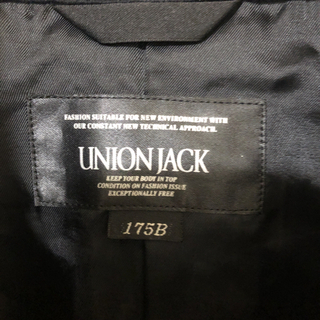 FASHION SUITABLE FOR NEW ENVIRONMENT WITH
OUR CONSTANT NEW TECHNICAL APPROACH.
UNION JACK
KEEP YOUR BODY IN TOP
CONDITION ON FASHION ISSUE
EXCEPTIONALLY FREE
175B